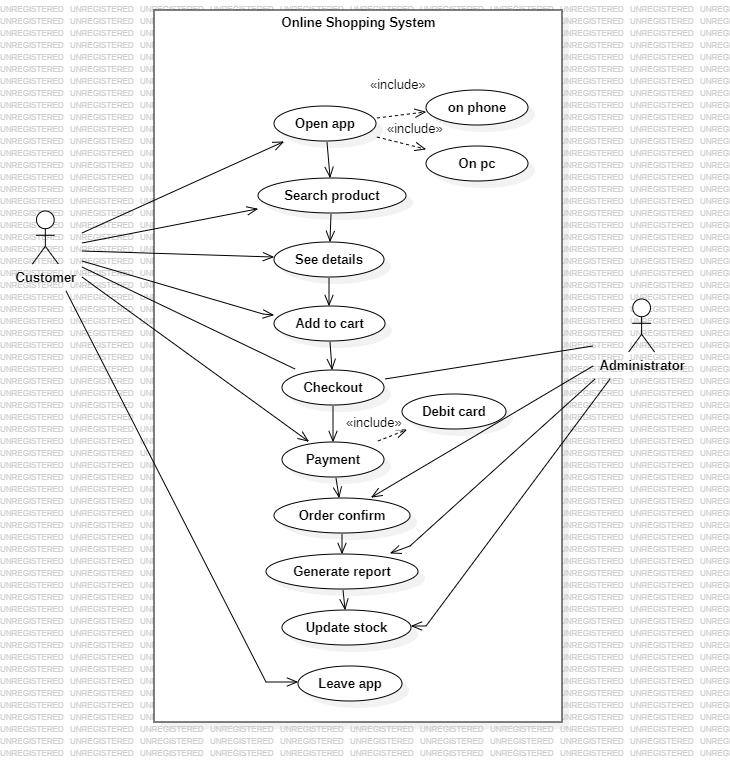 Online Shopping System
«include»
on phone
Open app
«include»
On pc
Search product
Customer
See details
Add to cart
Administrator
Checkout
Debit card
«include»
Payment
Order confirm
Generate report
Update stock
Leave app
UNREGISTERED